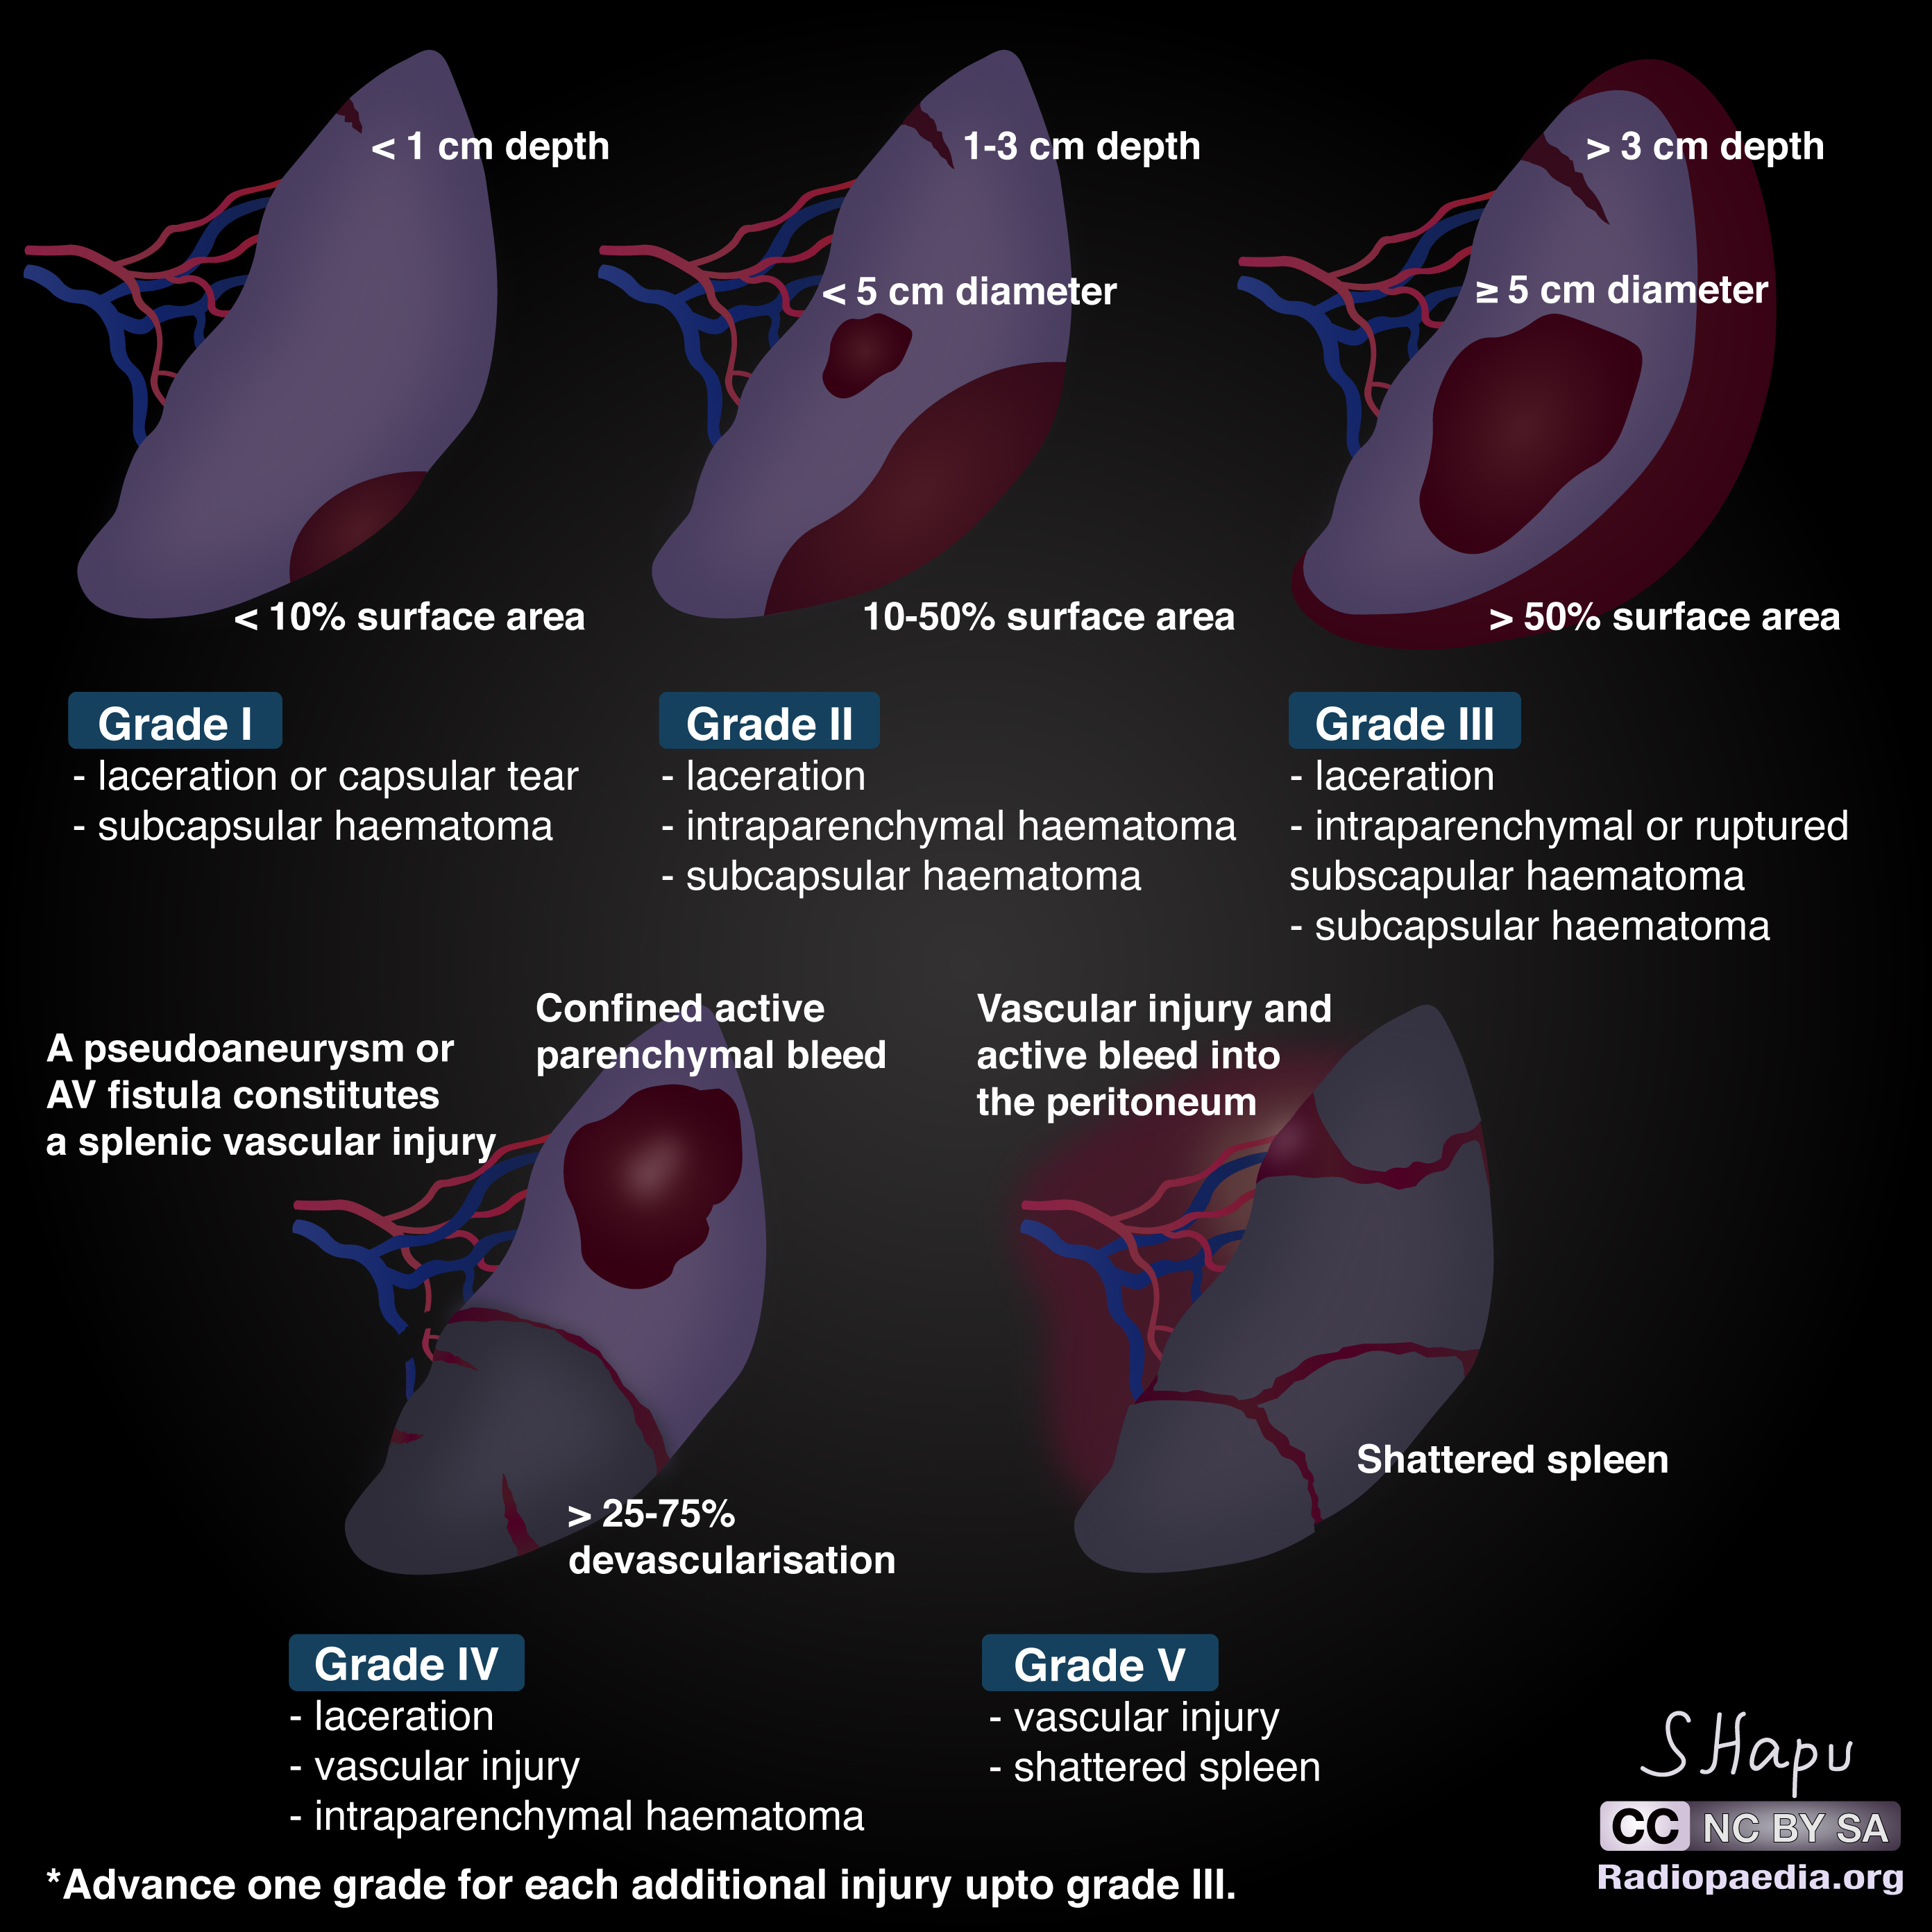 < 1 cm depth
< 10% surface area
Grade I
- laceration or capsular tear
- subcapsular haematoma
1-3 cm depth
< 5 cm diameter
10-50% surface area
Grade II
- laceration
- intraparenchymal haematoma
- subcapsular haematoma
> 3 cm depth
≥ 5 cm diameter
> 50% surface area
Grade III
- laceration
- intraparenchymal or ruptured
subscapular haematoma
- subcapsular haematoma
A pseudoaneurysm or
AV fistula constitutes
a splenic vascular injury
Confined active
parenchymal bleed
> 25-75%
devascularisation
Grade IV
- laceration
- vascular injury
- intraparenchymal haematoma
Vascular injury and
active bleed into
the peritoneum
Shattered spleen
Grade V
- vascular injury
- shattered spleen
*Advance one grade for each additional injury upto grade III.
SHapu
CC NC BY SA
Radiopaedia.org